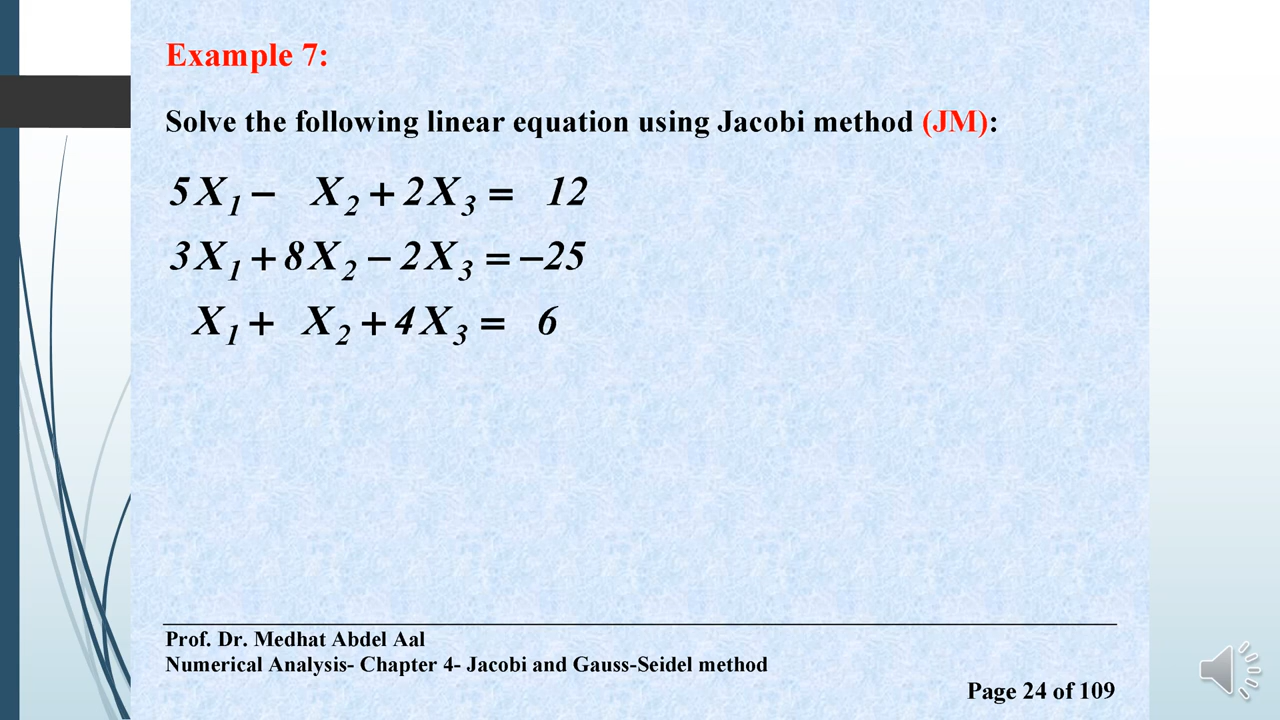 Example 7:
Solve the following linear equation using Jacobi method (JM):
5X₁ − X₂ + 2X₃ = 12
3X₁ + 8X₂ − 2X₃ = −25
X₁ + X₂ + 4X₃ = 6
Prof. Dr. Medhat Abdel Aal
Numerical Analysis- Chapter 4- Jacobi and Gauss-Seidel method
Page 24 of 109